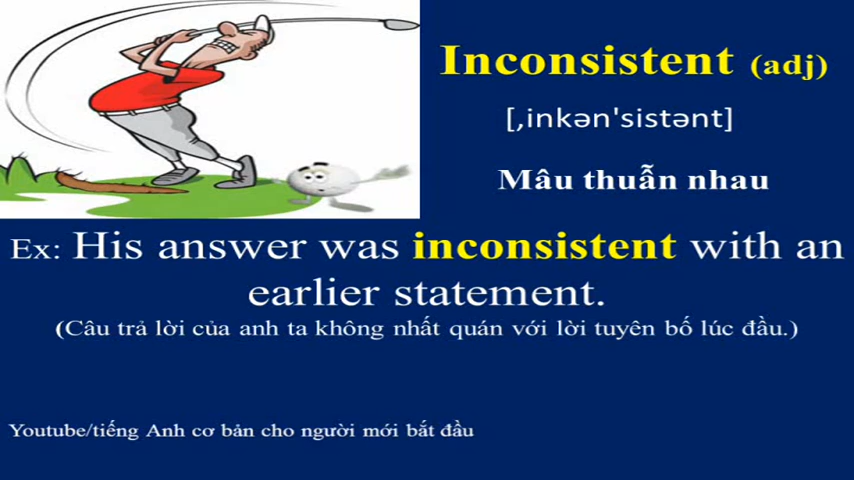 Inconsistent (adj)
[,inkən'sistənt]
Mâu thuẫn nhau
Ex: His answer was inconsistent with an
earlier statement.
(Câu trả lời của anh ta không nhất quán với lời tuyên bố lúc đầu.)
Youtube/tiếng Anh cơ bản cho người mới bắt đầu